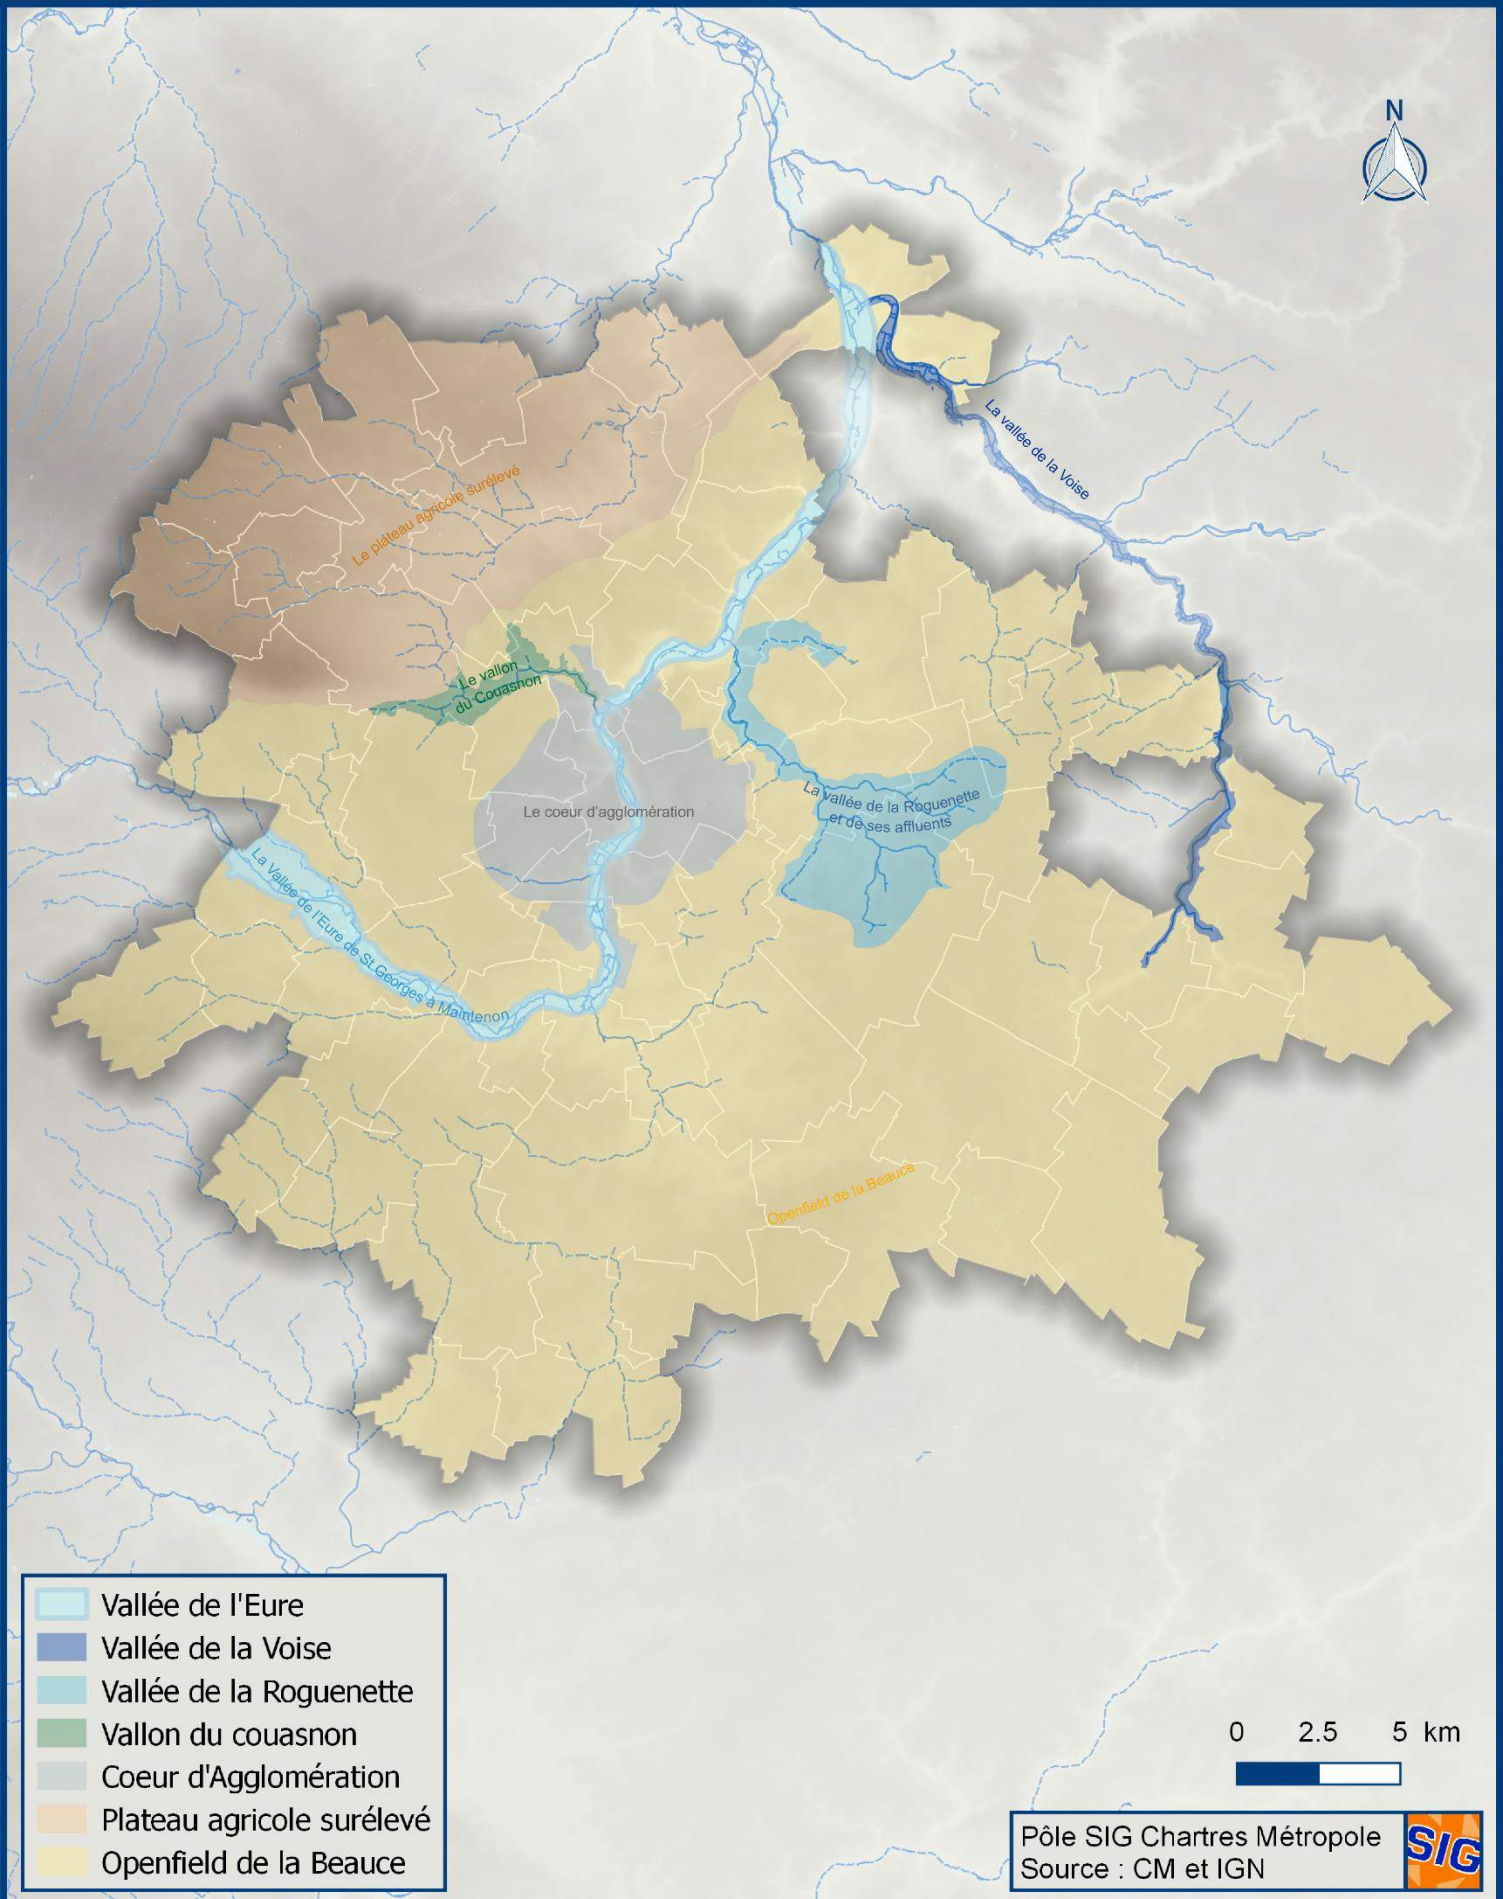 N
La vallée de la Voise
Le plateau agricole surélevé
Le vallon
du Couasnon
Le coeur d'agglomération
La vallée de la Roguenette
et de ses affluents
La Vallée de l'Eure de St Georges à Maintenon
Openfield de la Beauce
Vallée de l'Eure
Vallée de la Voise
Vallée de la Roguenette
Vallon du couasnon
Coeur d'Agglomération
Plateau agricole surélevé
Openfield de la Beauce
0 2.5 5 km
Pôle SIG Chartres Métropole
Source : CM et IGN
SIG